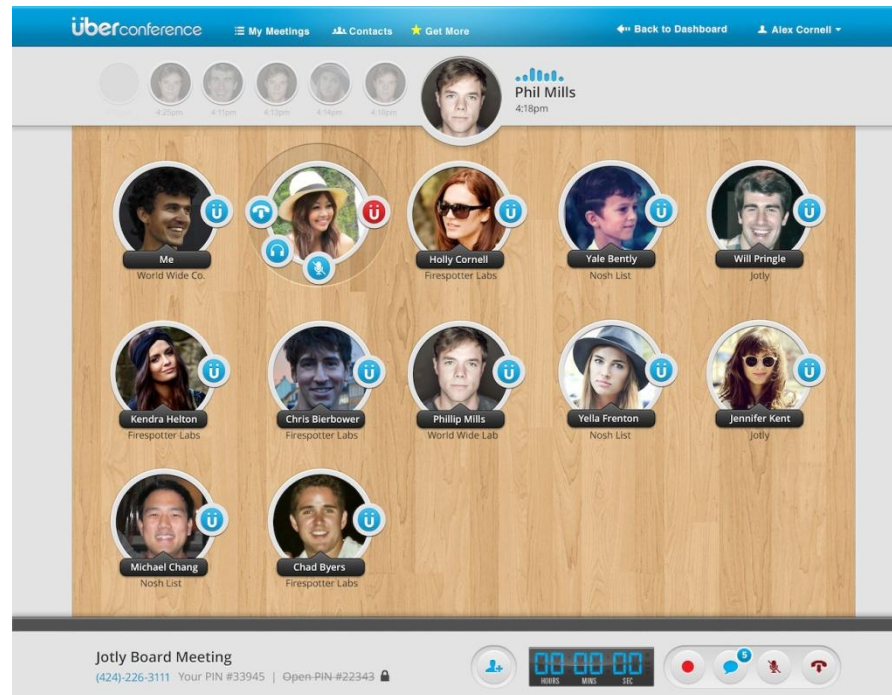 überconference
My Meetings
Contacts
Get More
Back to Dashboard
Alex Cornell
4:25pm
4:11pm
4:13pm
4:14pm
4:16pm
Phil Mills
4:18pm
Me
World Wide Co.
Ü
Ü
Holly Cornell
Firespotter Labs
Ü
Yale Bently
Nosh List
Ü
Will Pringle
Jotly
Ü
Kendra Helton
Firespotter Labs
Ü
Chris Bierbower
Firespotter Labs
Ü
Phillip Mills
World Wide Lab
Ü
Yella Frenton
Nosh List
Ü
Jennifer Kent
Jotly
Ü
Michael Chang
Nosh List
Ü
Chad Byers
Firespotter Labs
Ü
Jotly Board Meeting
(424)-226-3111 Your PIN #33945 | Open PIN #22343
00 00 00
HOURS MINS SEC
5